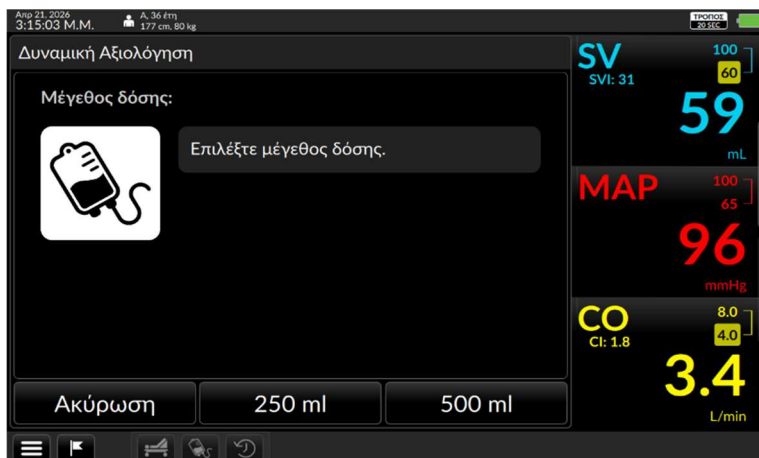 Απρ 21, 2026
3:15:03 Μ.Μ.
Α, 36 έτη
177 cm, 80 kg
ΤΡΟΠΟΣ
20 SEC
Δυναμική Αξιολόγηση
Μέγεθος δόσης:
Επιλέξτε μέγεθος δόσης.
Ακύρωση
250 ml
500 ml
SV
SVI: 31
100
60
59
mL
MAP
100
65
96
mmHg
CO
CI: 1.8
8.0
4.0
3.4
L/min